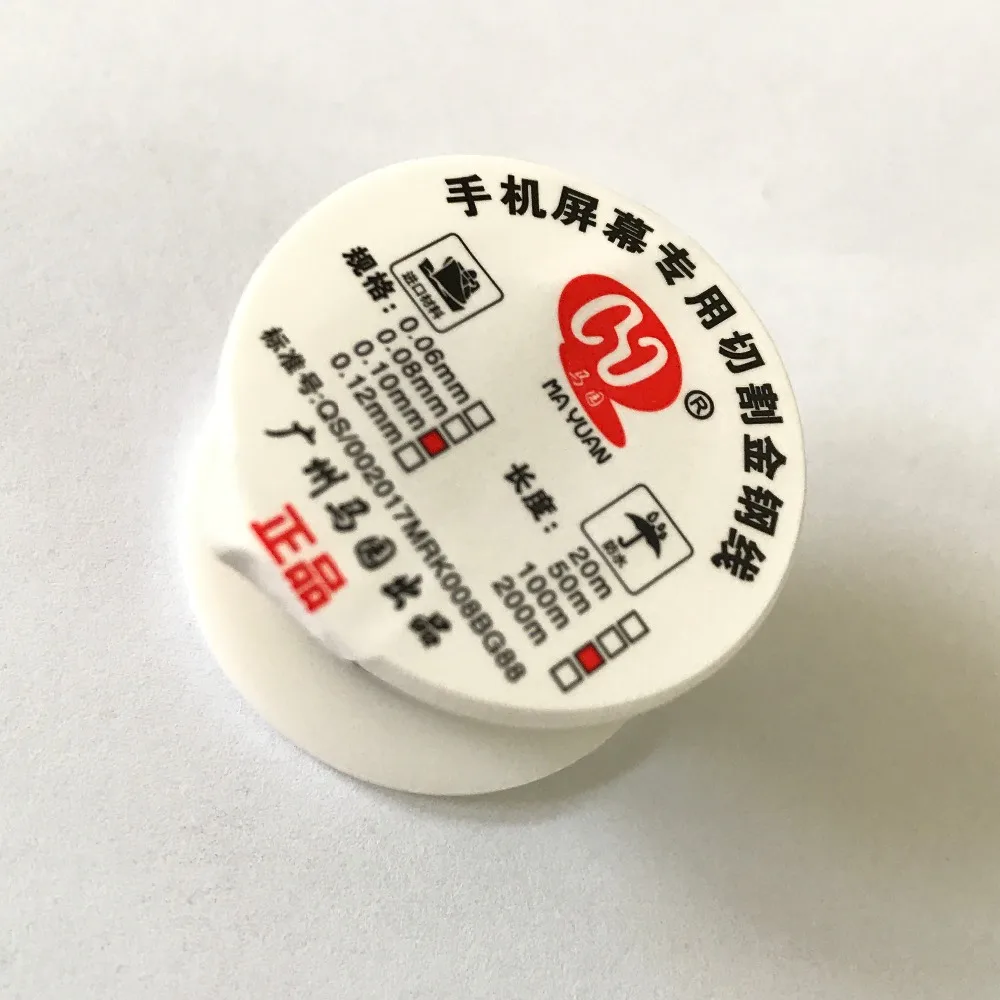 手机屏幕专用切割金钢线
马园
®
MA YUAN
进口材料
规格：0.06mm
0.08mm
0.10mm
0.12mm
标准号:QS/002017MRK008BG88
长度：
防水
20m
50m
100m
200m
广州马园出品
正品